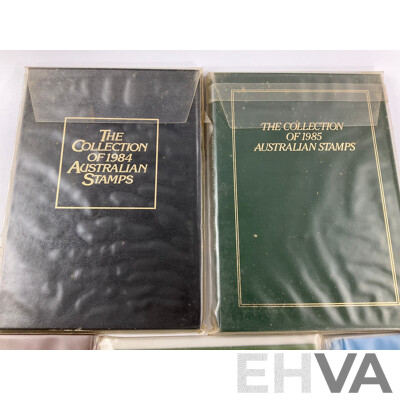 THE
COLLECTION
OF 1984
AUSTRALIAN
STAMPS
THE COLLECTION
OF 1985
AUSTRALIAN STAMPS
EHVA